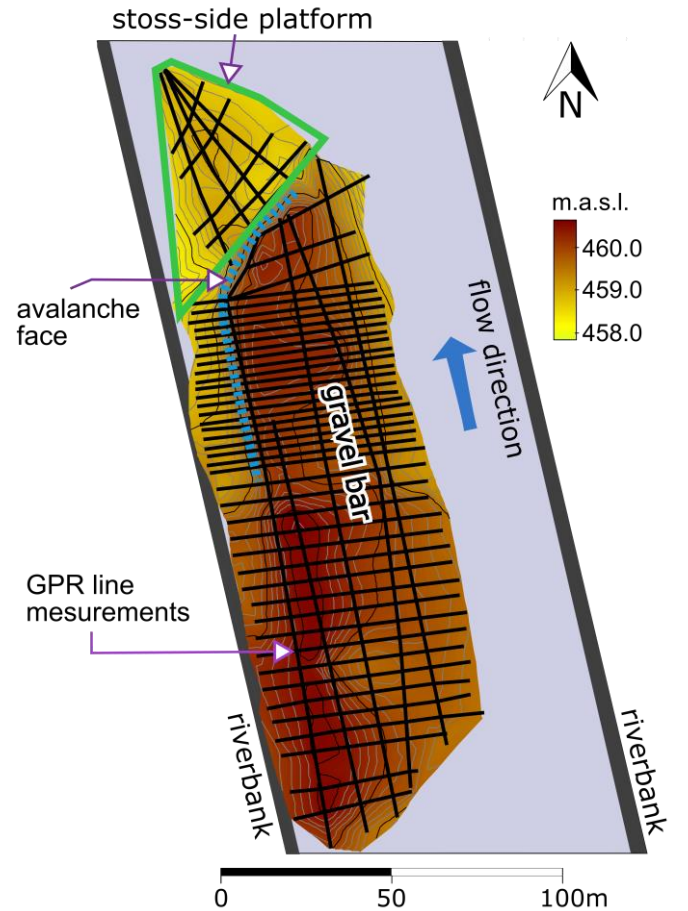 stoss-side platform
N
m.a.s.l.
460.0
459.0
458.0
avalanche
face
flow direction
gravel bar
GPR line
mesurements
riverbank
riverbank
0
50
100m